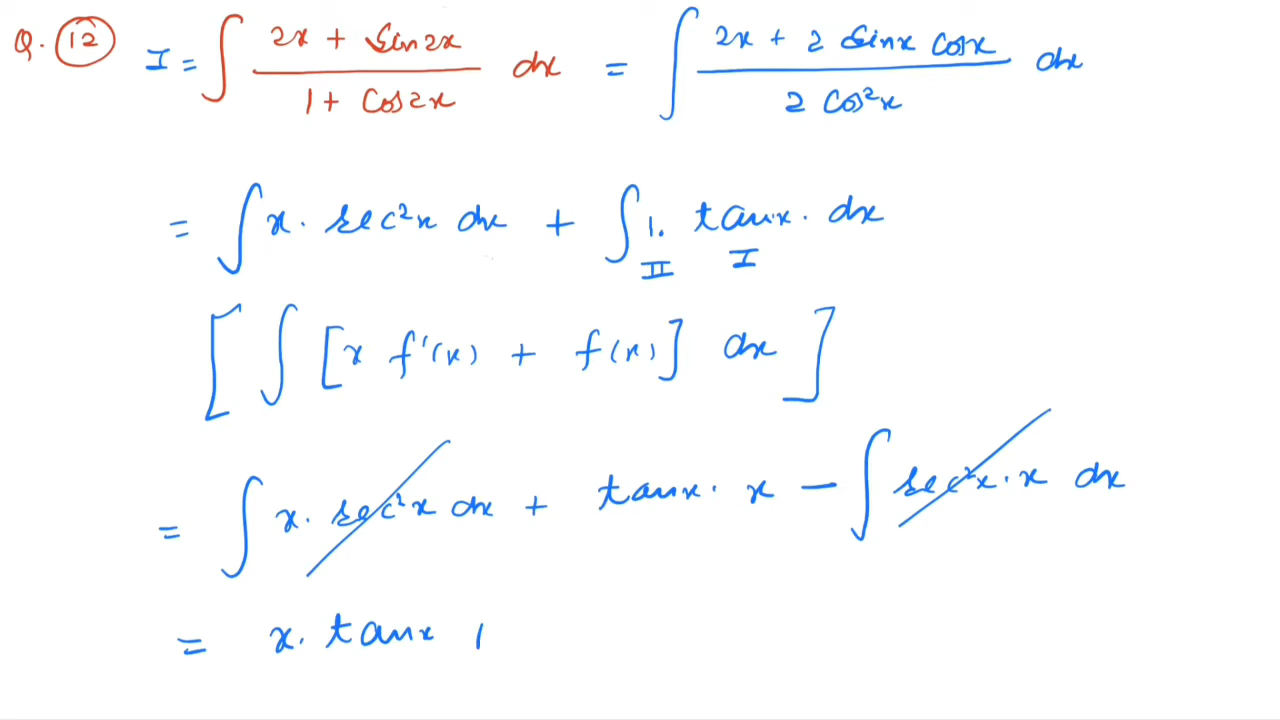 Q. 12 I = ∫ (2x + Sin2x)/(1 + Cos2x) dx = ∫ (2x + 2 Sinx Cosx)/(2 Cos²x) dx
= ∫ x. sec²x dx + ∫ 1. tanx. dx
II I
[ ∫ [x f'(x) + f(x)] dx ]
= ∫ x. sec²x dx + tanx. x − ∫ sec²x. x dx
= x. tanx